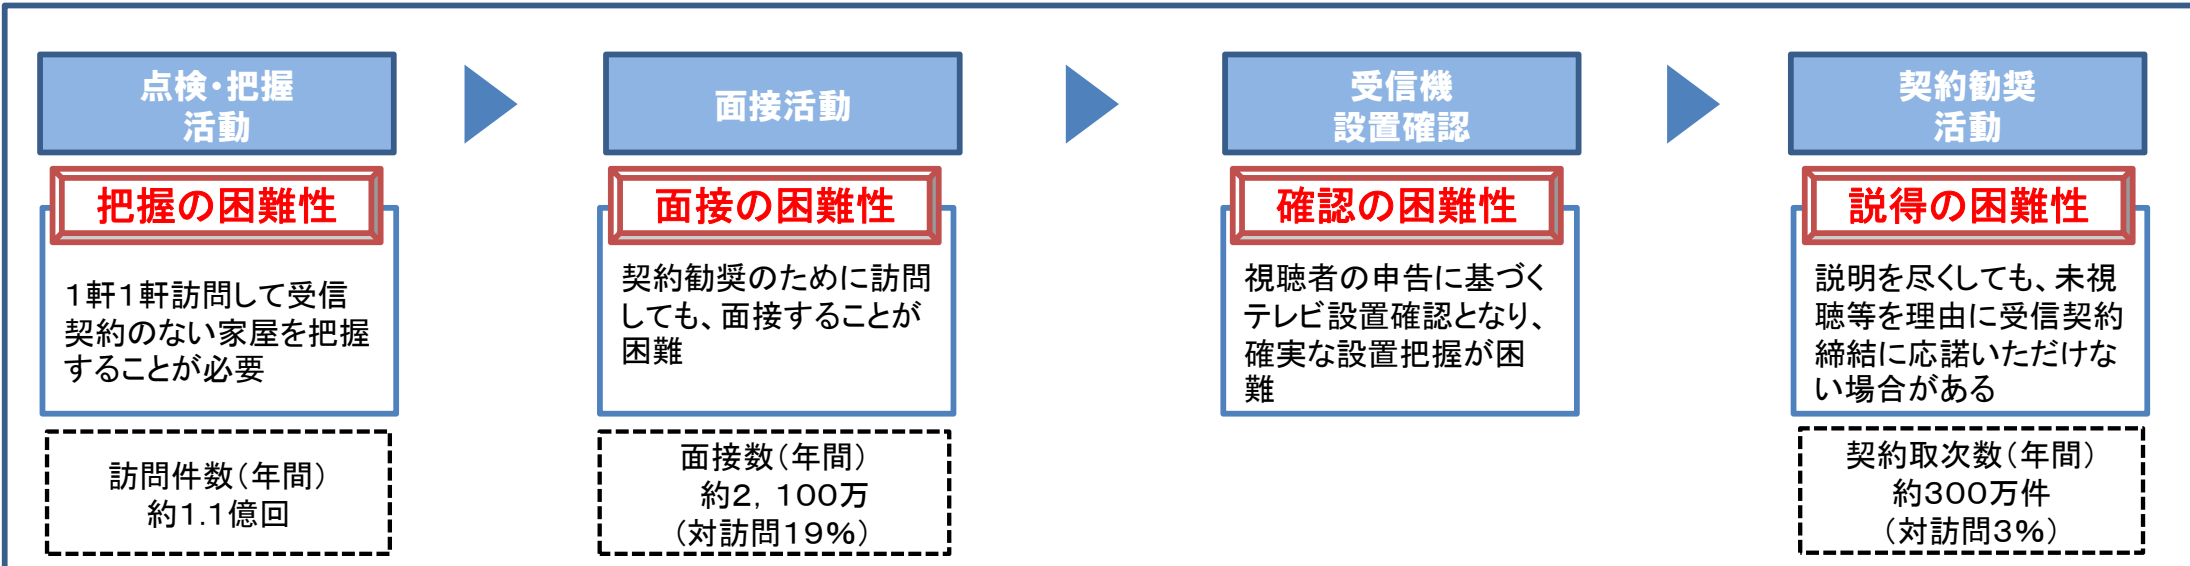 点検・把握
活動
把握の困難性
１軒１軒訪問して受信
契約のない家屋を把握
することが必要
訪問件数（年間）
約１.１億回
面接活動
面接の困難性
契約勧奨のために訪問
しても、面接することが
困難
面接数（年間）
約２，１００万
（対訪問１９％）
受信機
設置確認
確認の困難性
視聴者の申告に基づく
テレビ設置確認となり、
確実な設置把握が困
難
契約勧奨
活動
説得の困難性
説明を尽くしても、未視
聴等を理由に受信契約
締結に応諾いただけな
い場合がある
契約取次数（年間）
約３００万件
（対訪問３％）